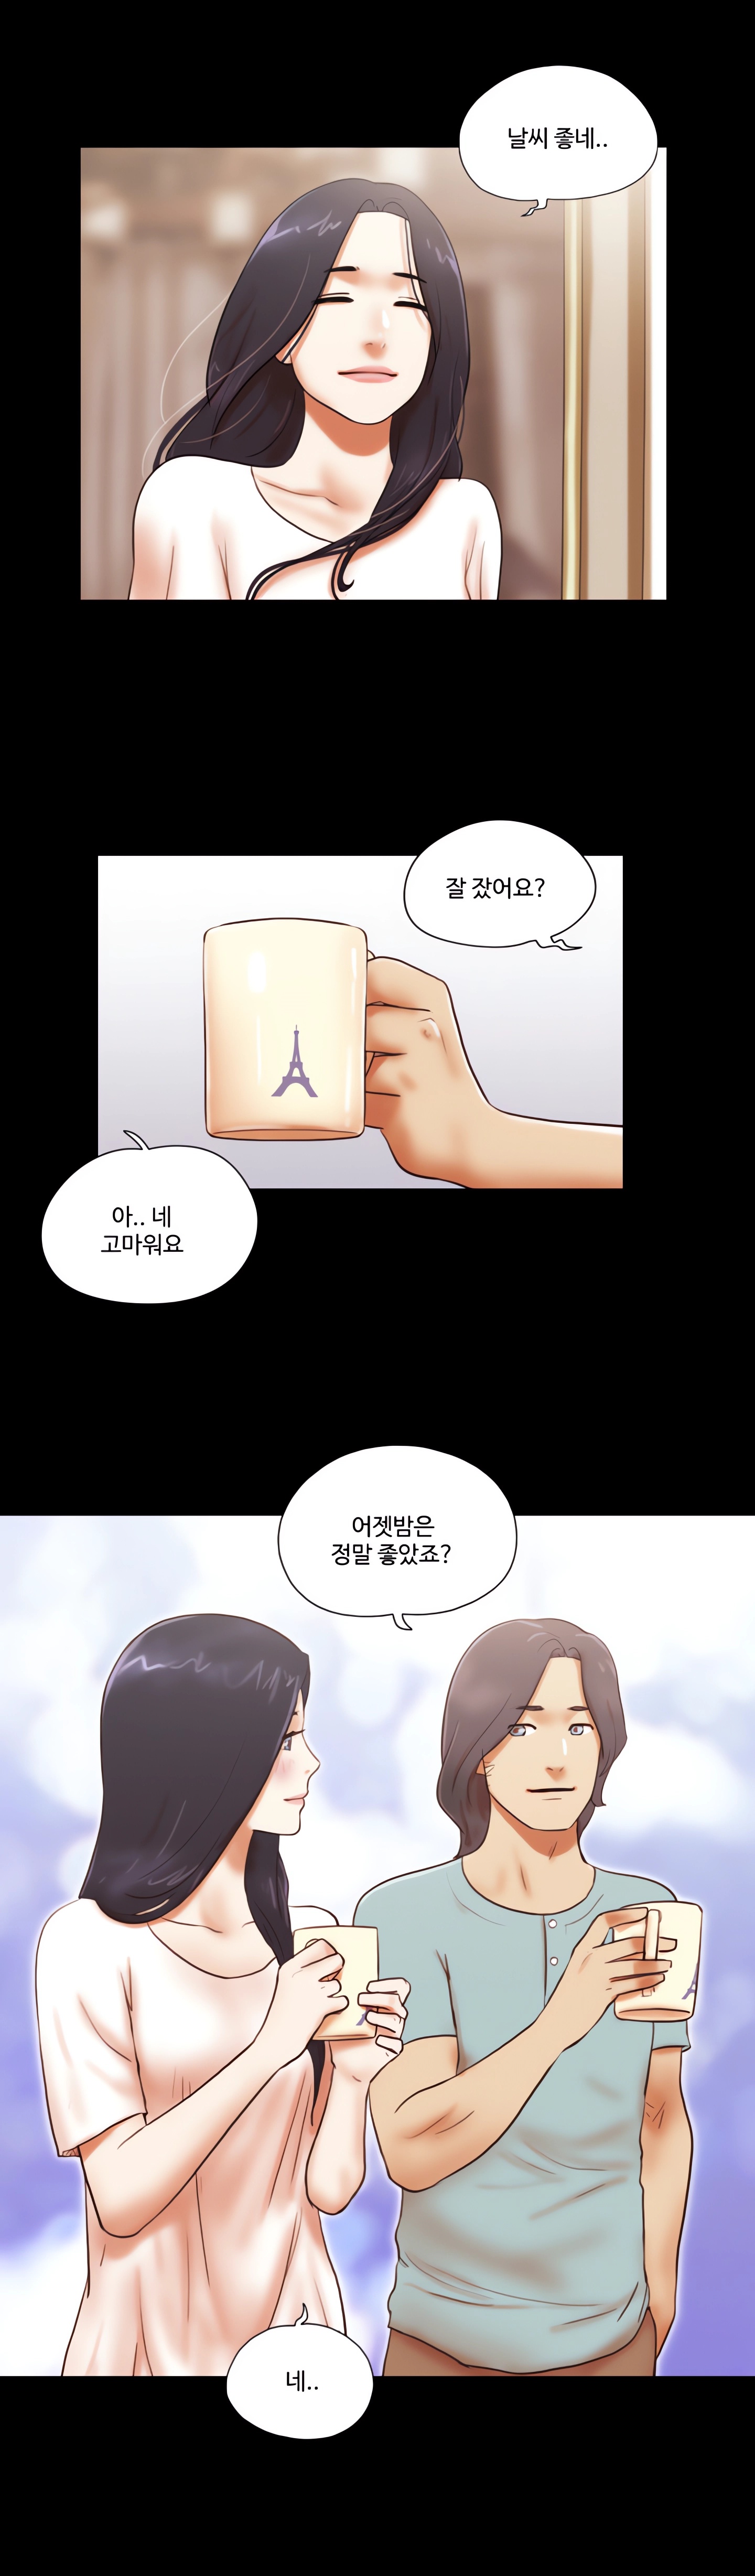 날씨 좋네..
잘 잤어요?
아.. 네
고마워요
어젯밤은
정말 좋았죠?
네..